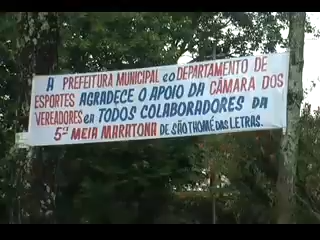 A PREFEITURA MUNICIPAL e o DEPARTAMENTO DE
ESPORTES AGRADECE O APOIO DA CÂMARA DOS
VEREADORES e a TODOS COLABORADORES DA
5ª MEIA MARATONA DE SÃO THOMÉ DAS LETRAS.